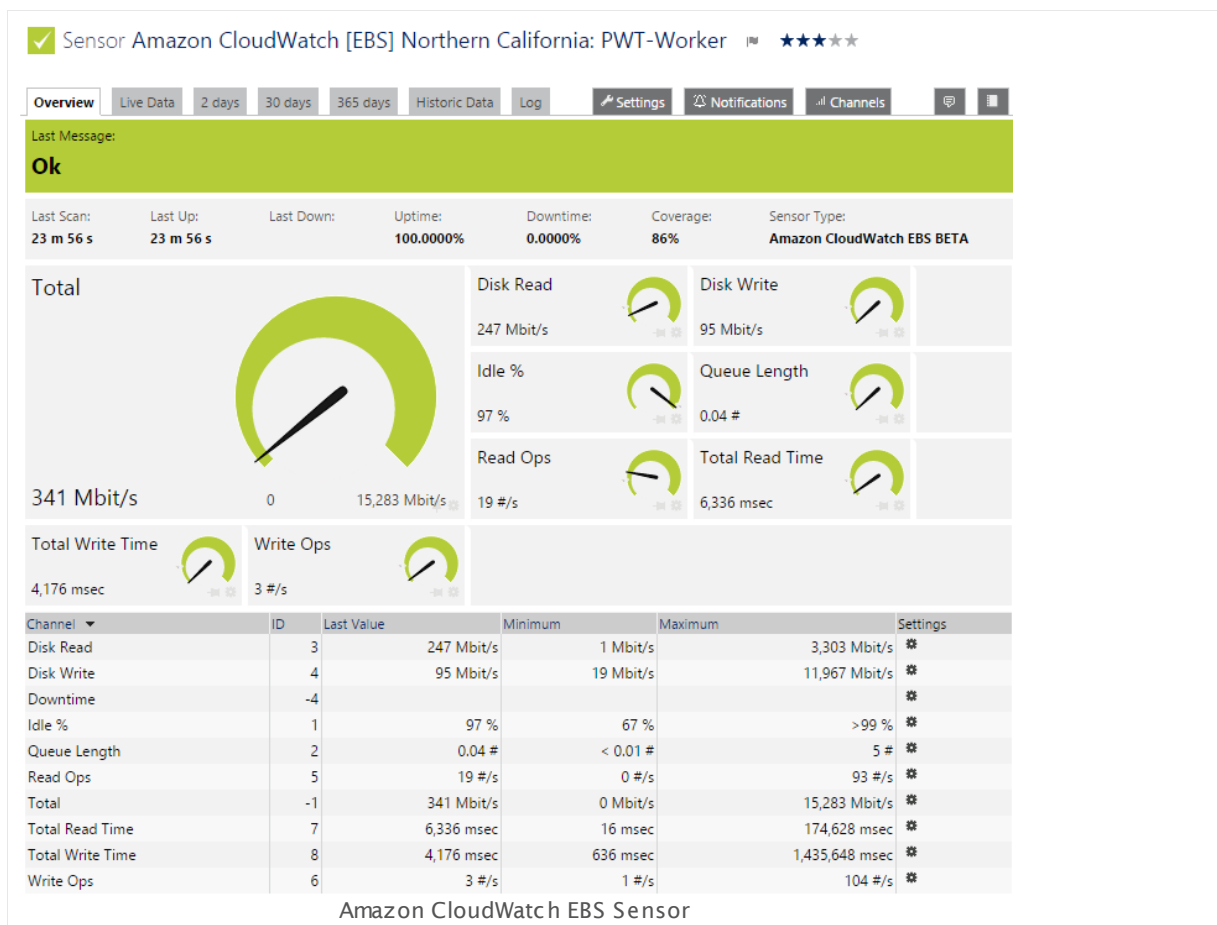 Sensor Amazon CloudWatch [EBS] Northern California: PWT-Worker
Overview Live Data 2 days 30 days 365 days Historic Data Log Settings Notifications Channels
Last Message:
Ok
Last Scan: Last Up: Last Down: Uptime: Downtime: Coverage: Sensor Type:
23 m 56 s 23 m 56 s 100.0000% 0.0000% 86% Amazon CloudWatch EBS BETA
Total
341 Mbit/s 0 15,283 Mbit/s
Disk Read
247 Mbit/s
Disk Write
95 Mbit/s
Idle %
97 %
Queue Length
0.04 #
Read Ops
19 #/s
Total Read Time
6,336 msec
Total Write Time
4,176 msec
Write Ops
3 #/s
Channel ID Last Value Minimum Maximum Settings
Disk Read 3 247 Mbit/s 1 Mbit/s 3,303 Mbit/s
Disk Write 4 95 Mbit/s 19 Mbit/s 11,967 Mbit/s
Downtime -4
Idle % 1 97 % 67 % >99 %
Queue Length 2 0.04 # < 0.01 # 5 #
Read Ops 5 19 #/s 0 #/s 93 #/s
Total -1 341 Mbit/s 0 Mbit/s 15,283 Mbit/s
Total Read Time 7 6,336 msec 16 msec 174,628 msec
Total Write Time 8 4,176 msec 636 msec 1,435,648 msec
Write Ops 6 3 #/s 1 #/s 104 #/s
Amazon CloudWatch EBS Sensor